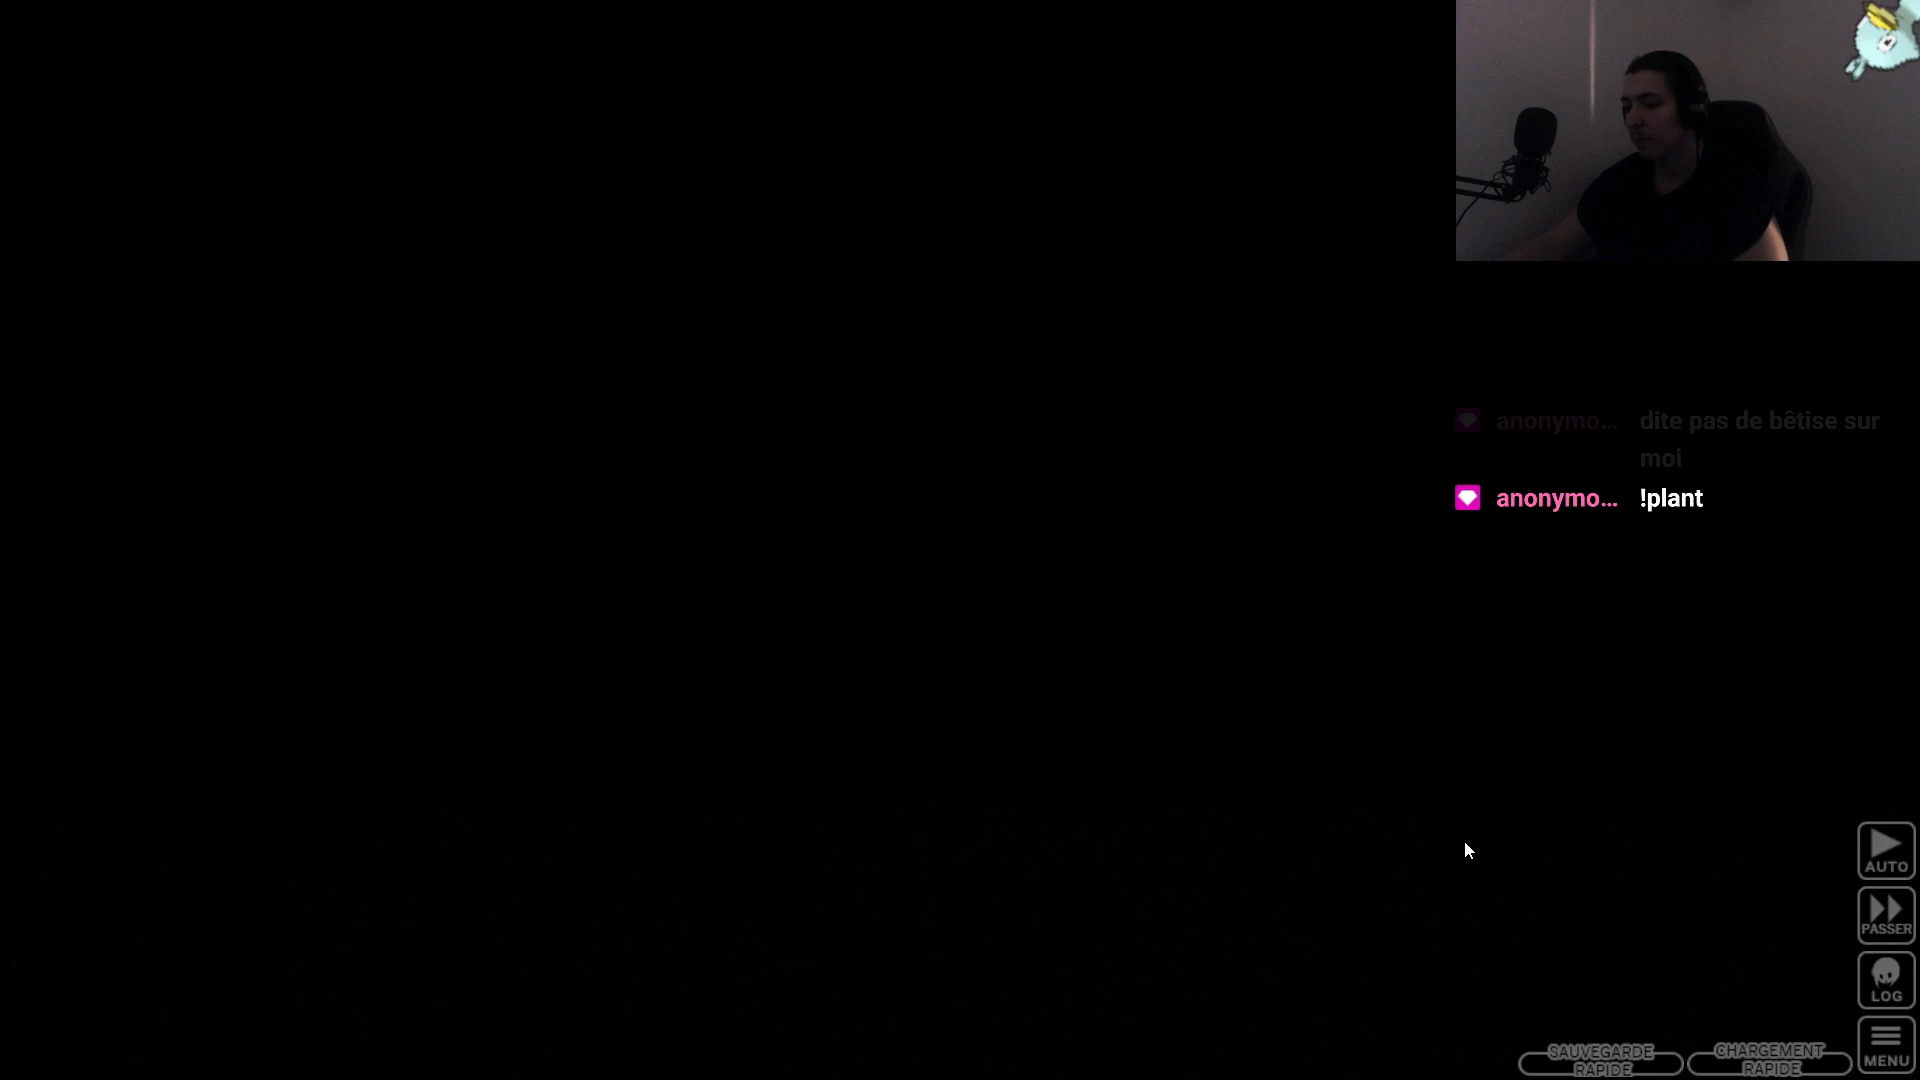 anonymo... dite pas de bêtise sur
moi
anonymo... !plant
AUTO
PASSER
LOG
MENU
SAUVEGARDE
RAPIDE
CHARGEMENT
RAPIDE